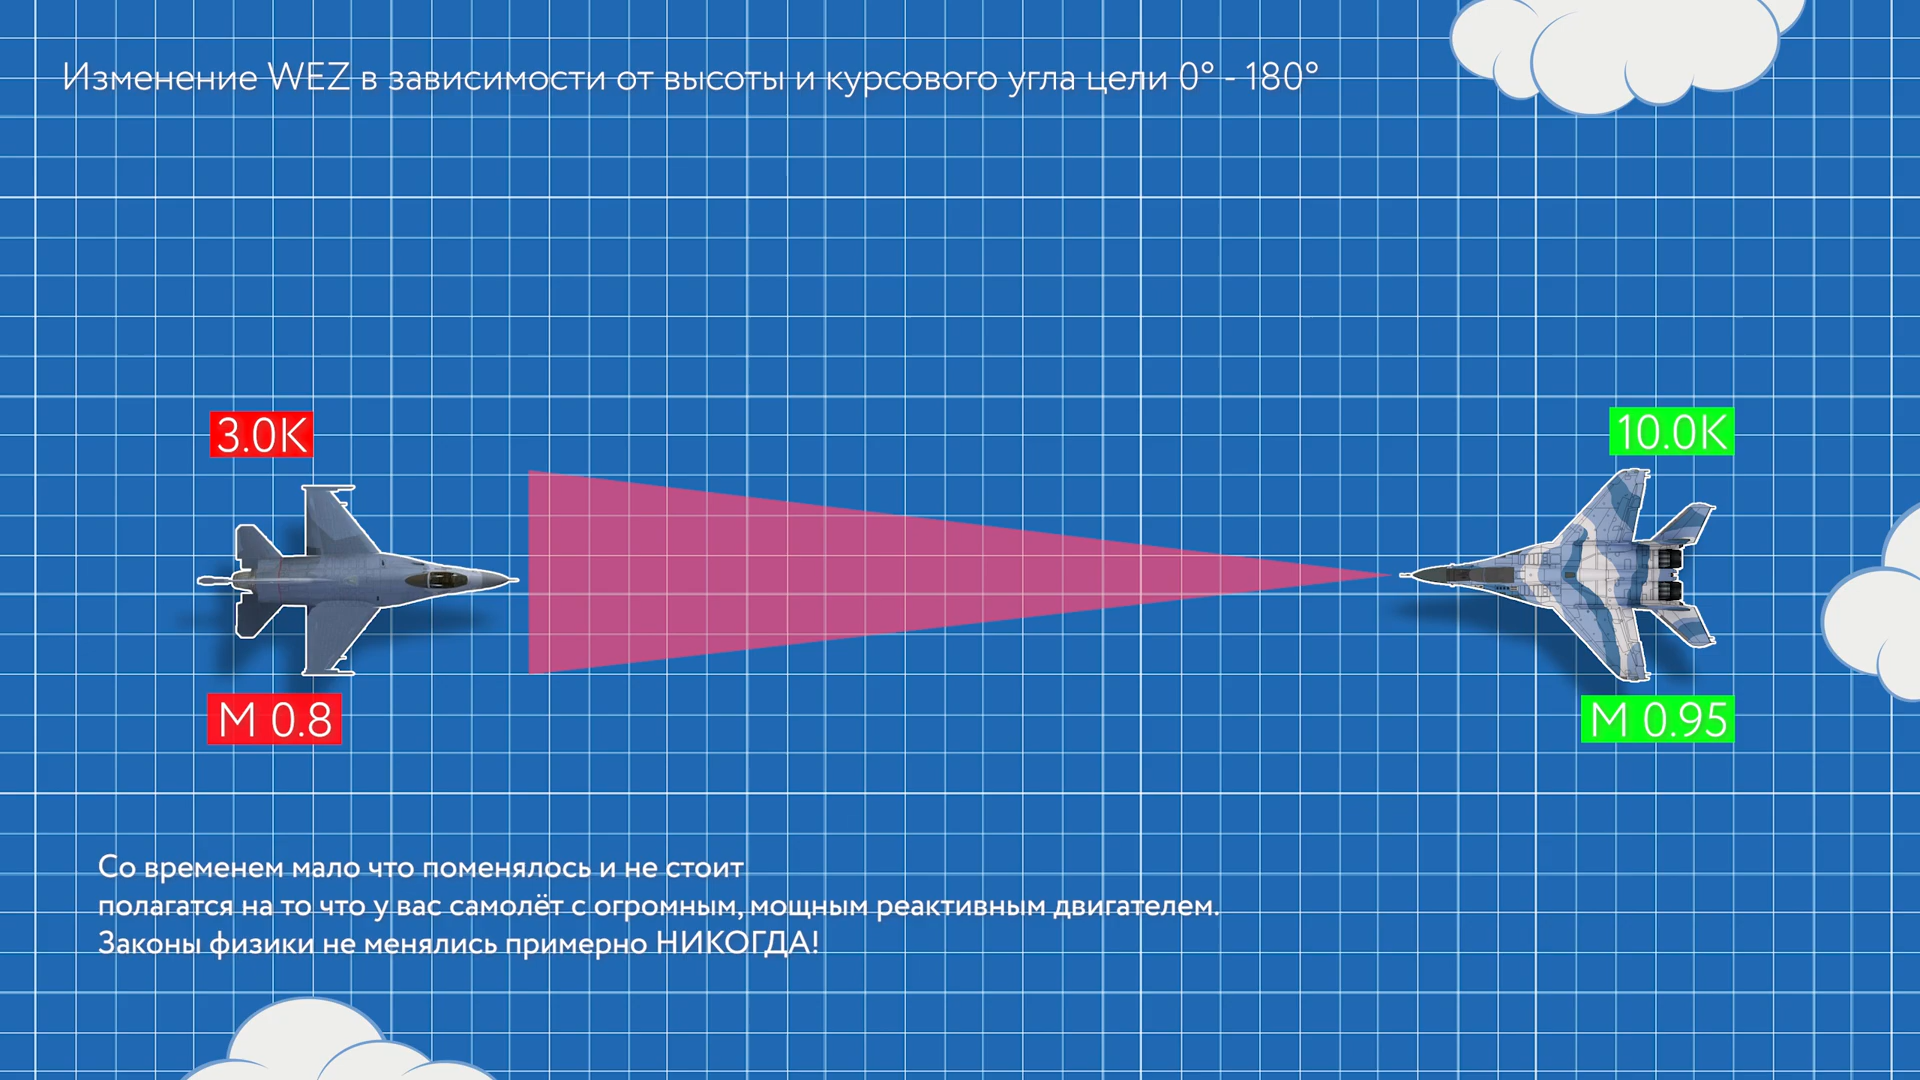 Изменение WEZ в зависимости от высоты и курсового угла цели 0° - 180°
3.0K
10.0K
M 0.8
M 0.95
Со временем мало что поменялось и не стоит
полагатся на то что у вас самолёт с огромным, мощным реактивным двигателем.
Законы физики не менялись примерно НИКОГДА!